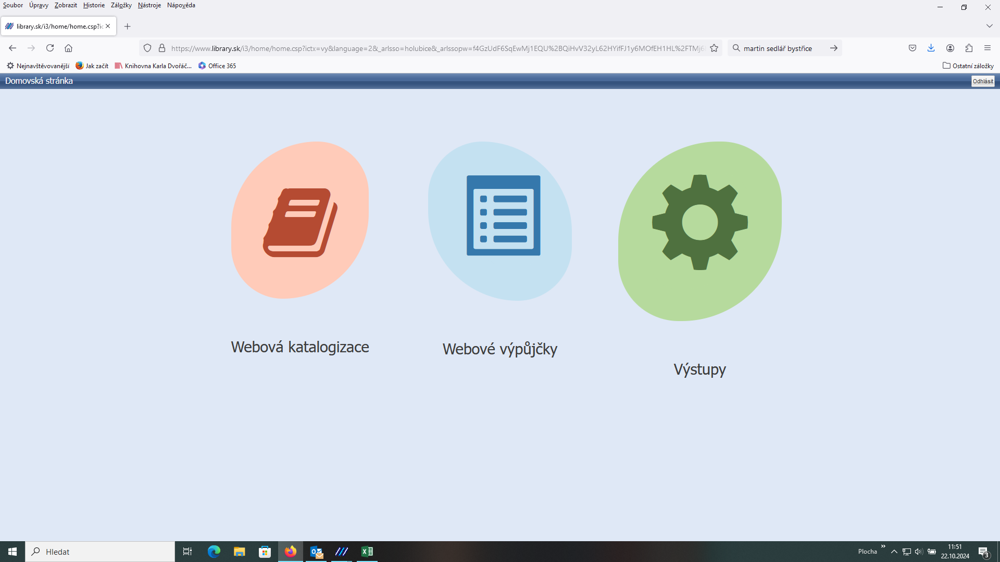 Soubor Úpravy Zobrazit Historie Záložky Nástroje Nápověda
library.sk/i3/home/home.csp?ic
https://www.library.sk/i3/home/home.csp?ictx=vy&language=2&_arlsso=holubice&_arlssopw=f4GzUdF6SqEwMj1EQU%2BQiHvV32yL62HYifFJ1y6MOfEH1HL%2FTMj6
martin sedlář bystřice
Nejnavštěvovanější Jak začít Knihovna Karla Dvořáč... Office 365 Ostatní záložky
Domovská stránka Odhlásit
Webová katalogizace
Webové výpůjčky
Výstupy
Hledat
Plocha
11:51
22.10.2024
3